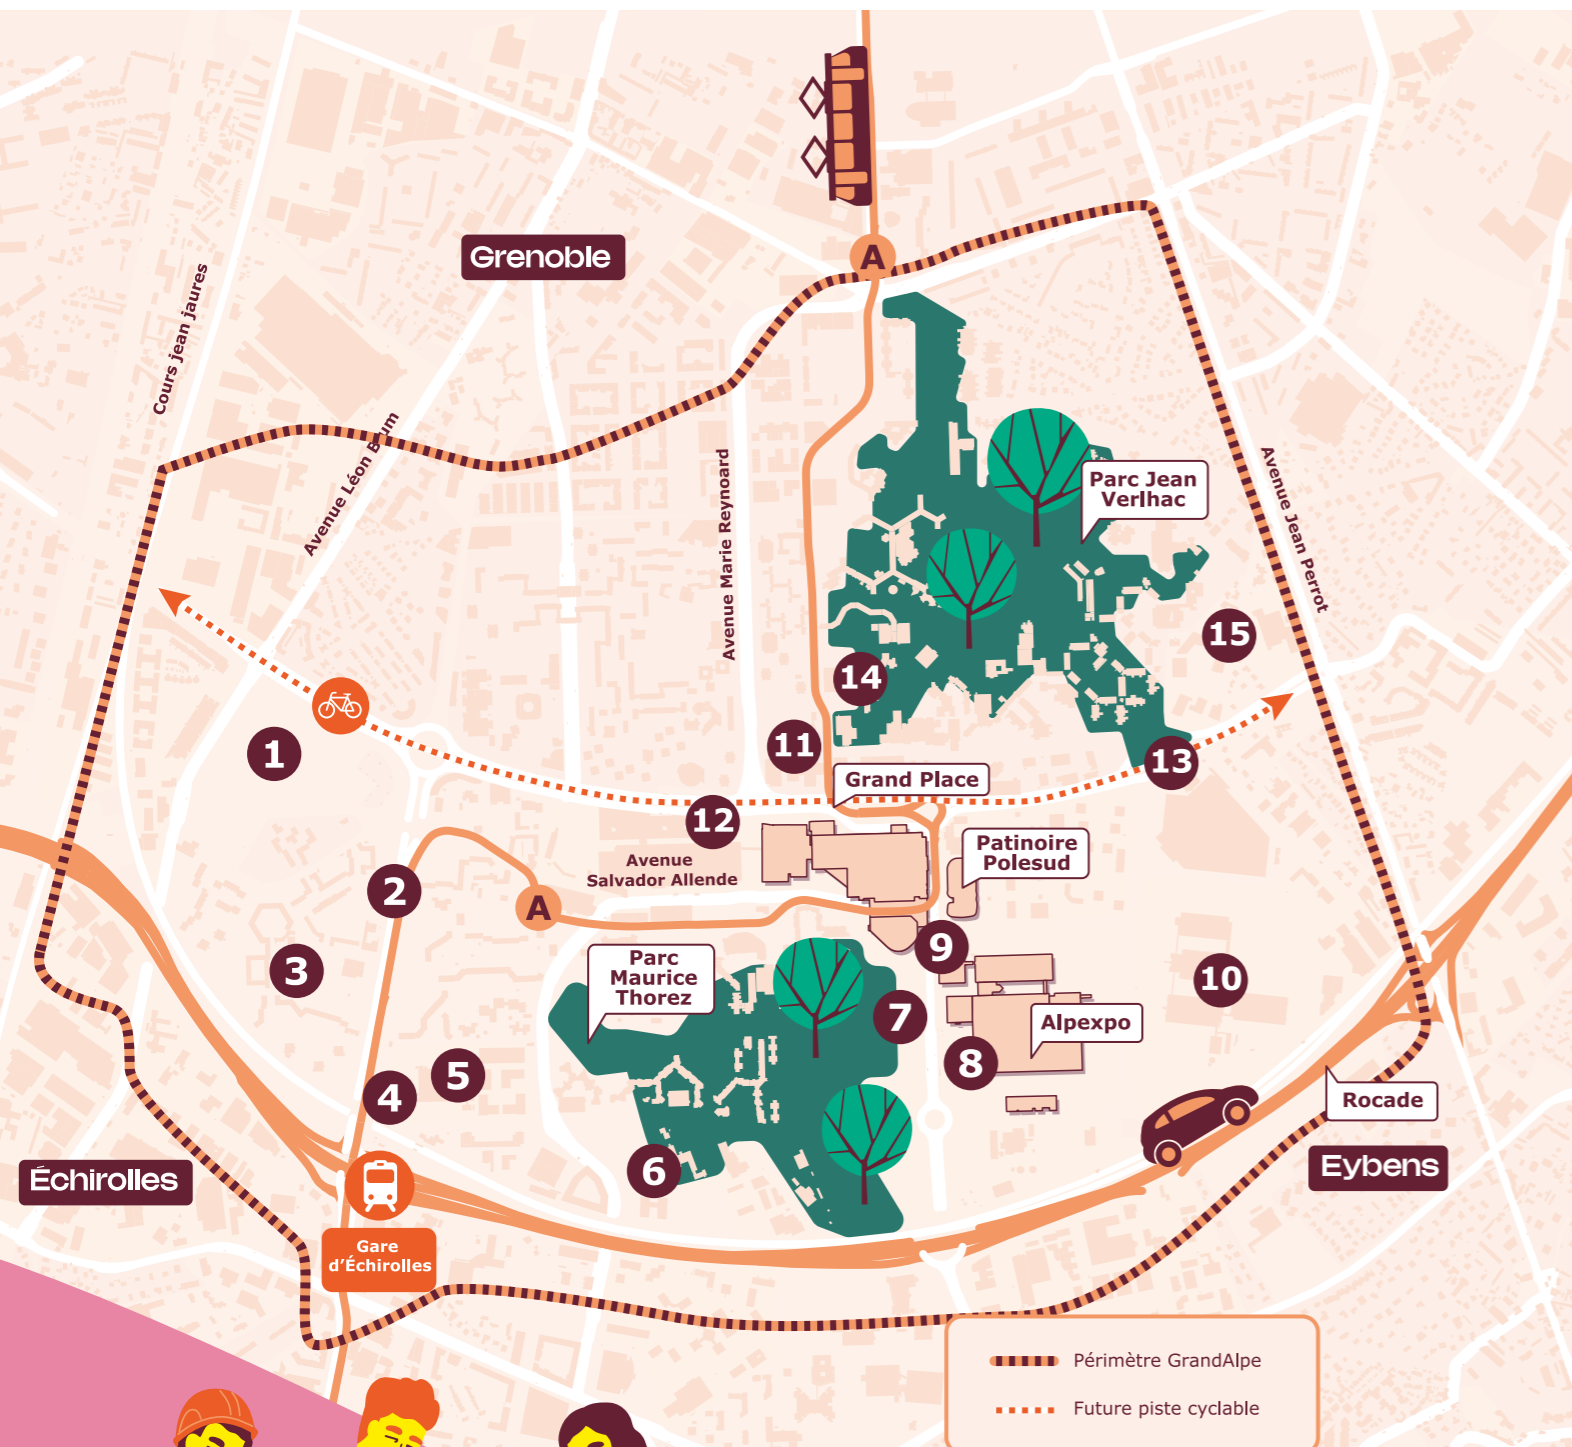 A
Grenoble
Cours jean jaures
Avenue Léon Blum
Avenue Marie Reynoard
Parc Jean
Verlhac
Avenue Jean Perrot
15
14
1
11
13
Grand Place
12
Patinoire
Polesud
Avenue
Salvador Allende
2
A
9
3
Parc
Maurice
Thorez
10
7
Alpexpo
8
5
4
Rocade
6
Échirolles
Eybens
Gare
d'Échirolles
Périmètre GrandAlpe
Future piste cyclable